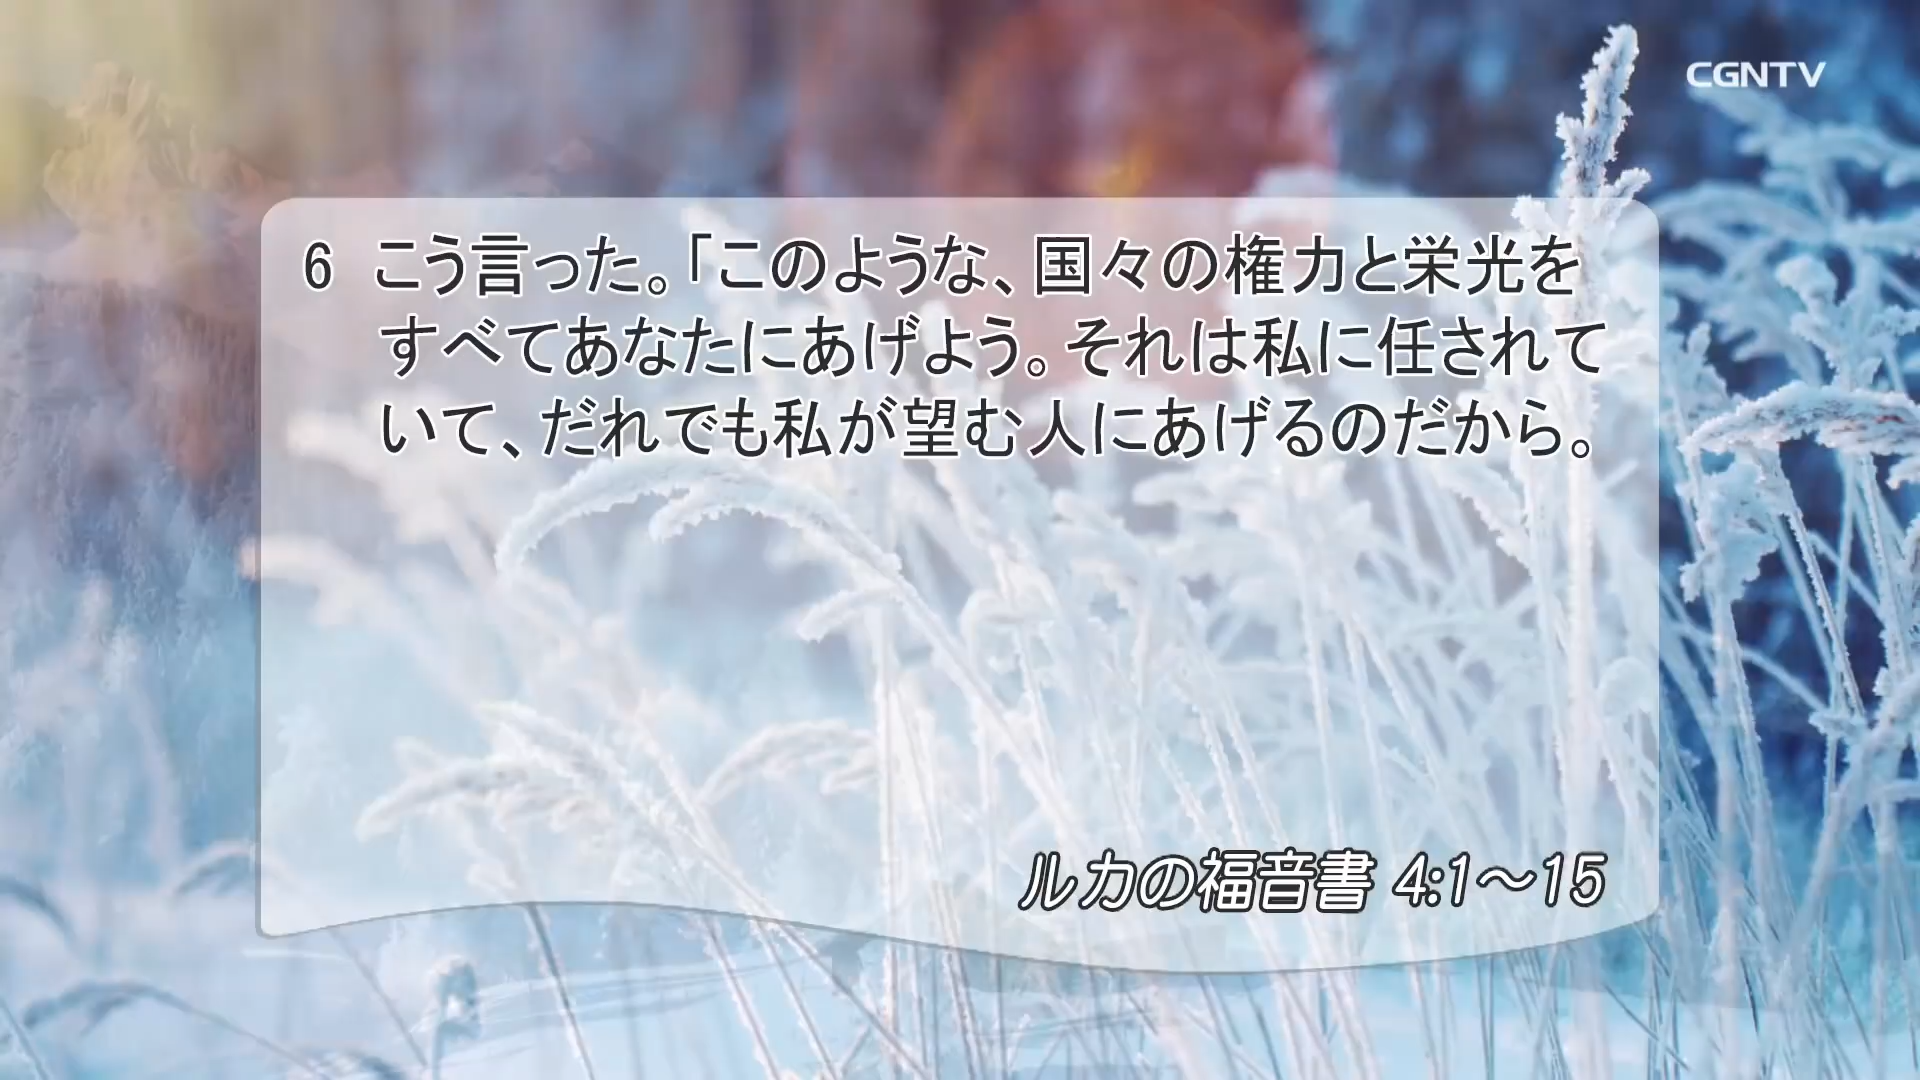 CGNTV
6 こう言った。「このような、国々の権力と栄光を
すべてあなたにあげよう。それは私に任されて
いて、だれでも私が望む人にあげるのだから。
ルカの福音書 4:1～15